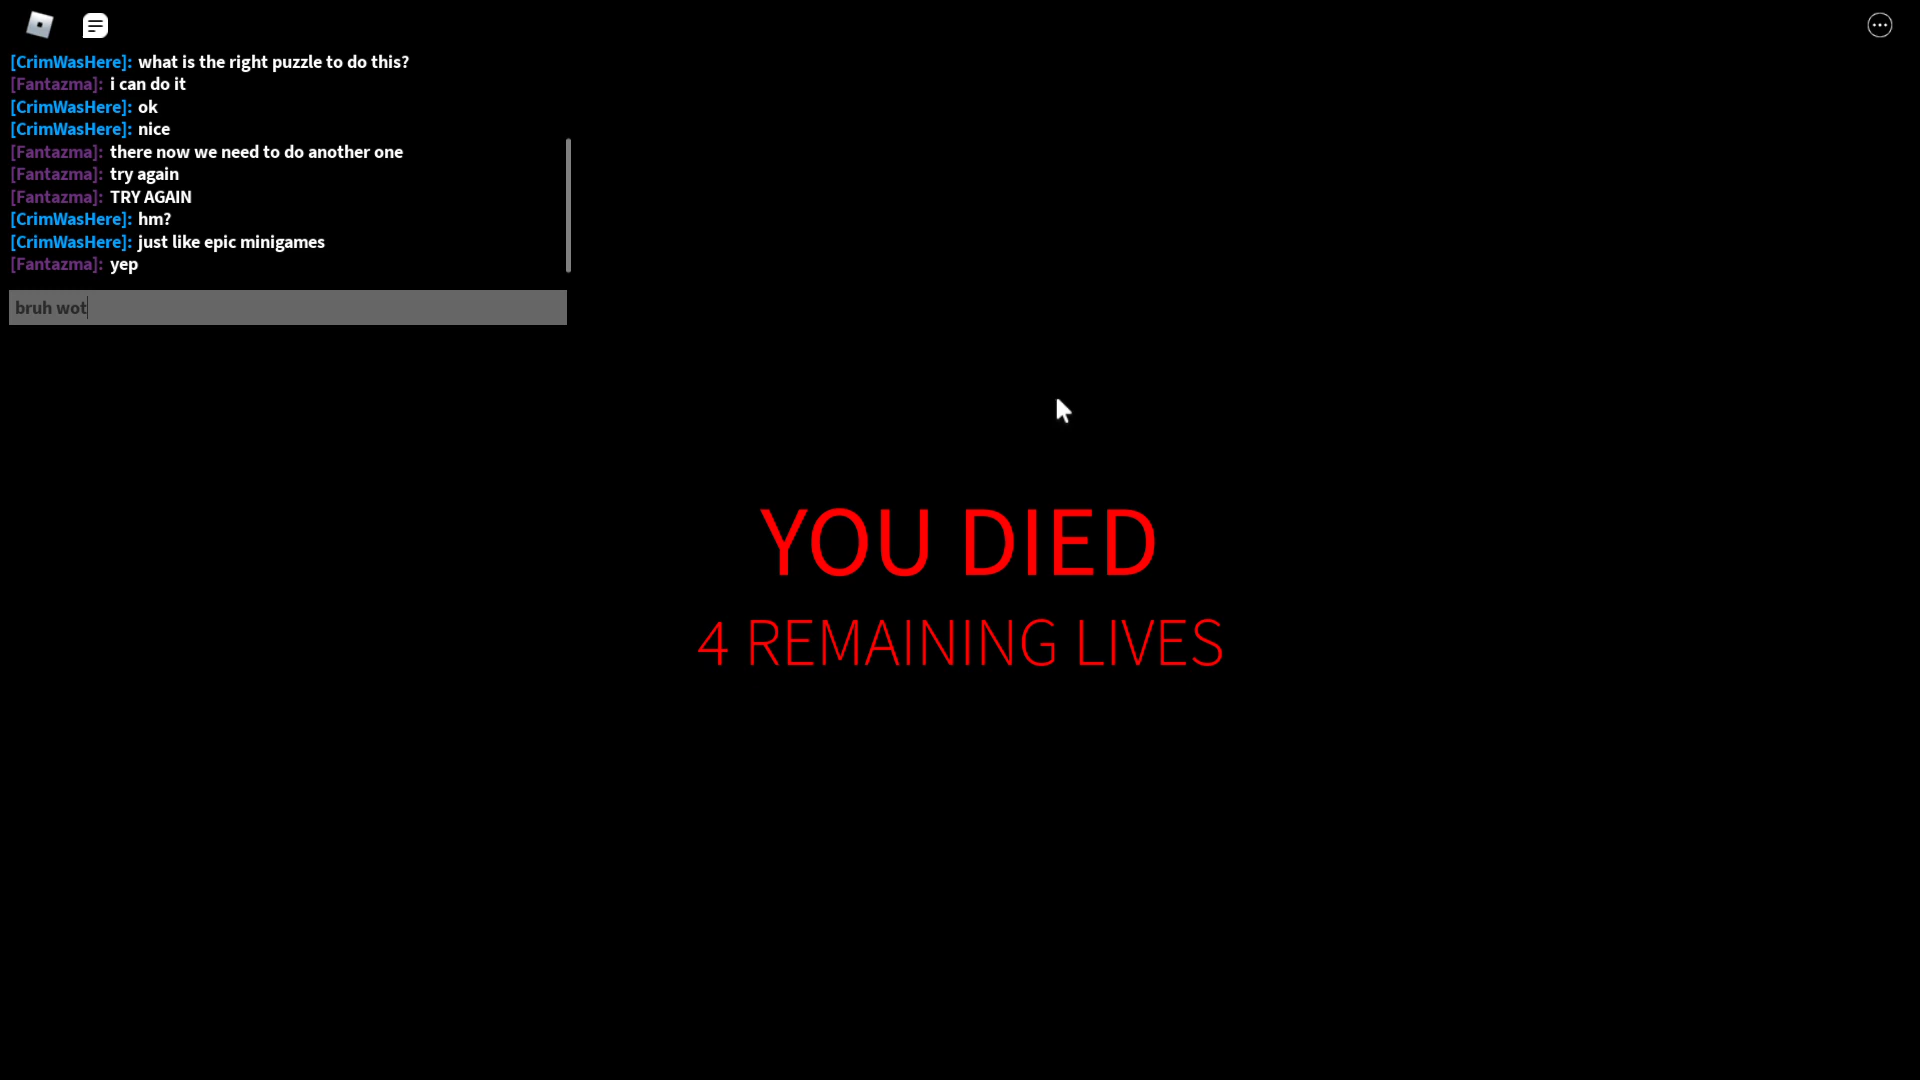 [CrimWasHere]: what is the right puzzle to do this?
[Fantazma]: i can do it
[CrimWasHere]: ok
[CrimWasHere]: nice
[Fantazma]: there now we need to do another one
[Fantazma]: try again
[Fantazma]: TRY AGAIN
[CrimWasHere]: hm?
[CrimWasHere]: just like epic minigames
[Fantazma]: yep
bruh wot
YOU DIED
4 REMAINING LIVES